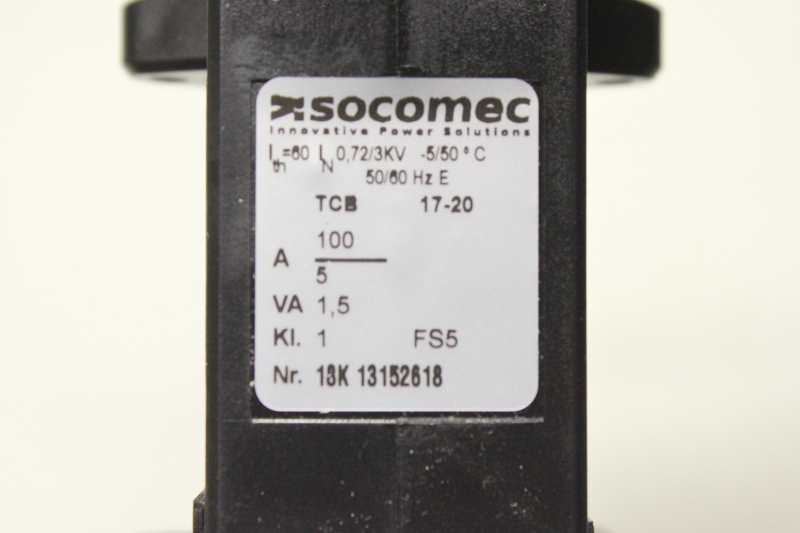 socomec
Innovative Power Solutions
Ith=60 IN 0,72/3KV -5/50 ° C
50/60 Hz E
TCB 17-20
A 100/5
VA 1,5
Kl. 1 FS5
Nr. 13K 13152618